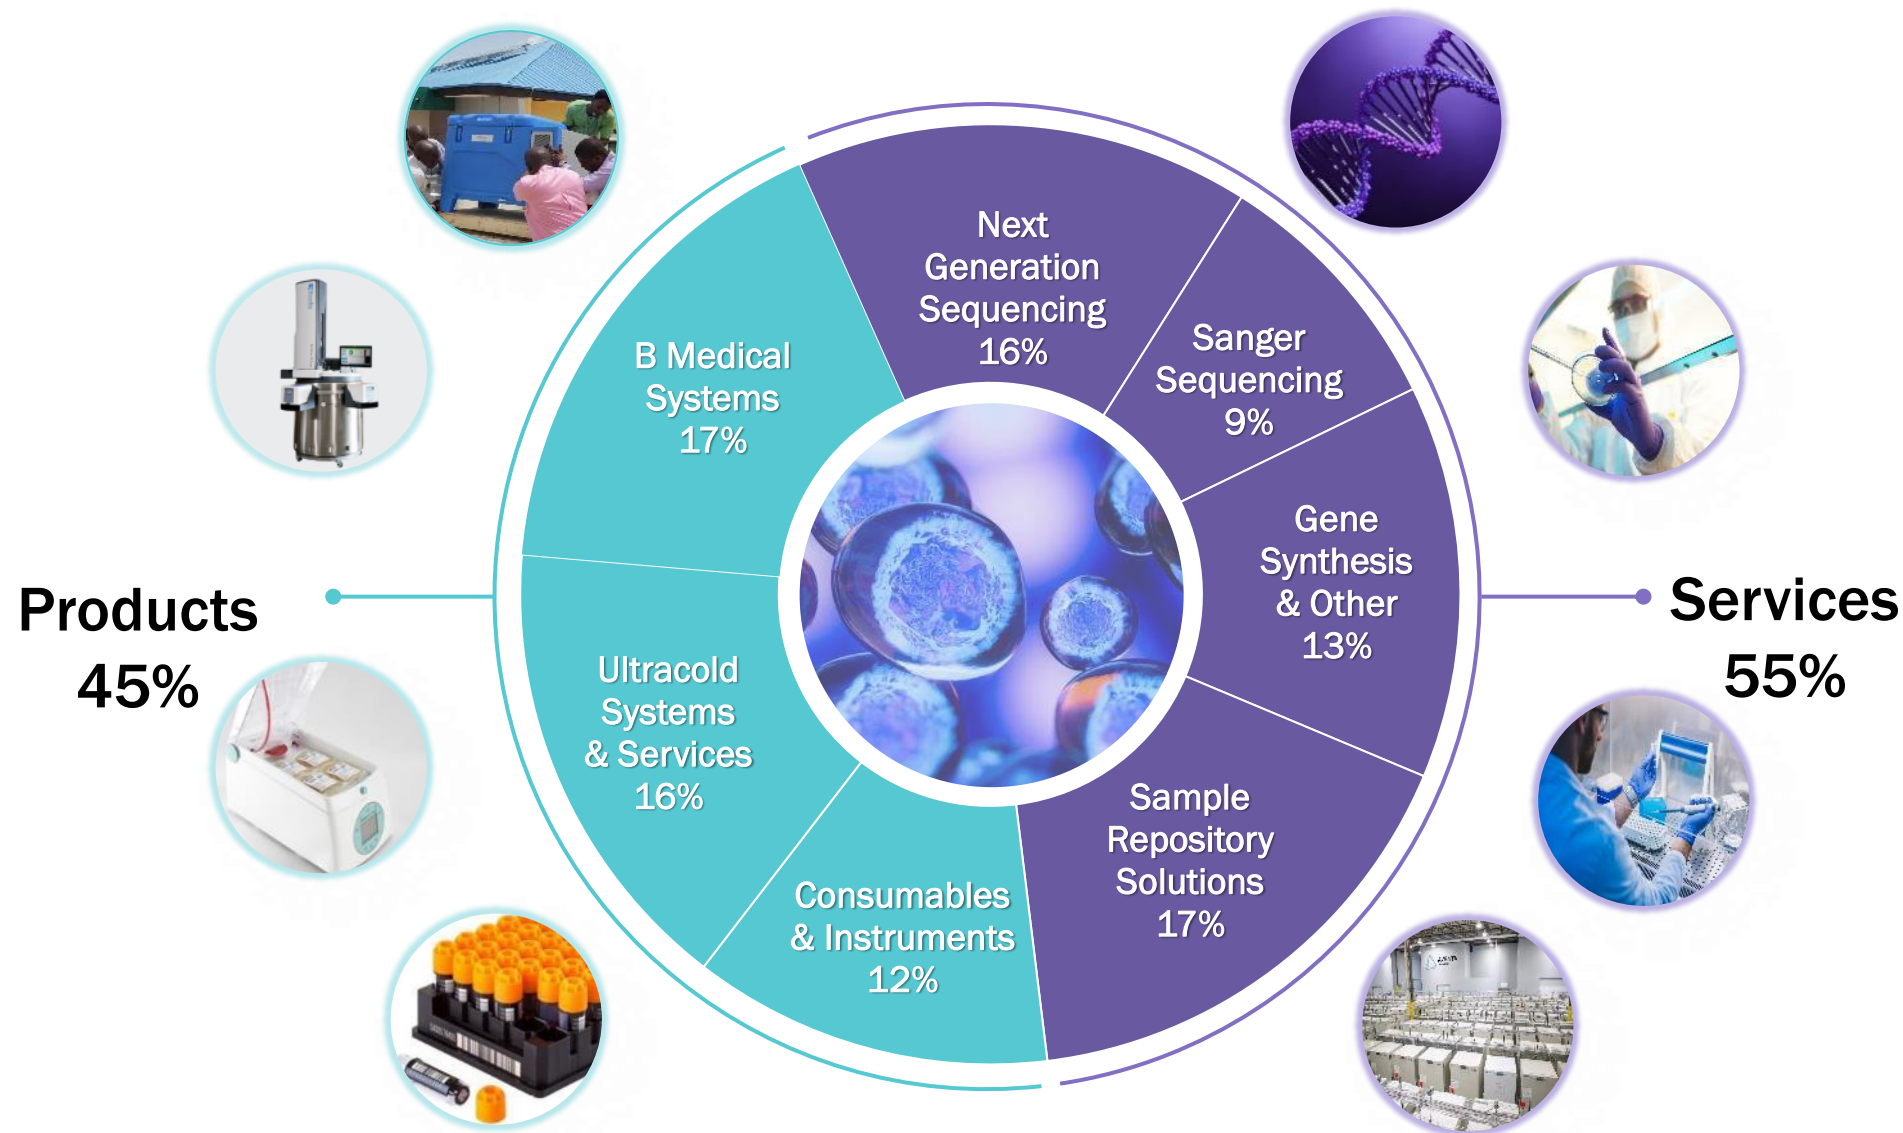 Next
Generation
Sequencing
16%
Sanger
Sequencing
9%
Gene
Synthesis
& Other
13%
Sample
Repository
Solutions
17%
Consumables
& Instruments
12%
Ultracold
Systems
& Services
16%
B Medical
Systems
17%
Products
45%
Services
55%